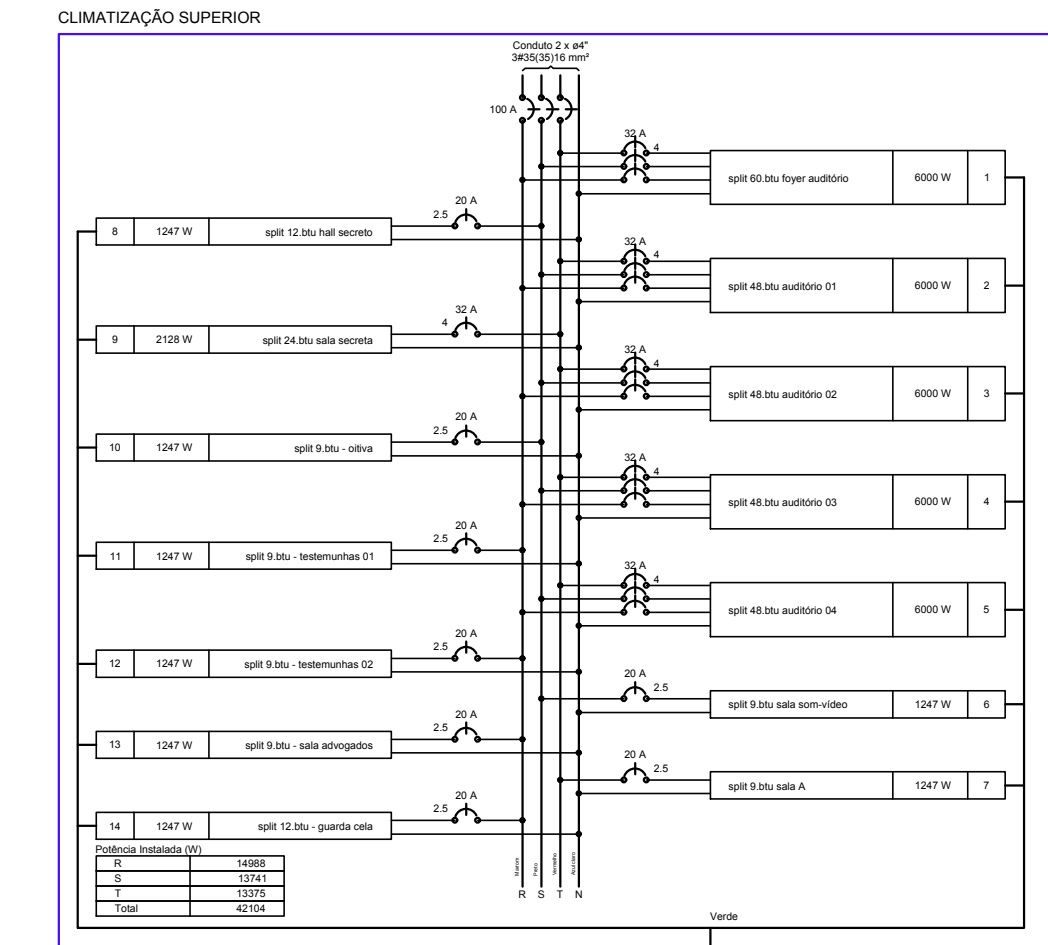 CLIMATIZAÇÃO SUPERIOR
Conduto 2 x ø4"
3#35(35)16 mm²
100 A
32 A
4
split 60.btu foyer auditório 6000 W 1
20 A
2.5
8 1247 W split 12.btu hall secreto
32 A
4
split 48.btu auditório 01 6000 W 2
32 A
4
9 2128 W split 24.btu sala secreta
32 A
4
split 48.btu auditório 02 6000 W 3
20 A
2.5
10 1247 W split 9.btu - oitiva
32 A
4
split 48.btu auditório 03 6000 W 4
20 A
2.5
11 1247 W split 9.btu - testemunhas 01
32 A
4
split 48.btu auditório 04 6000 W 5
20 A
2.5
12 1247 W split 9.btu - testemunhas 02
20 A
2.5
split 9.btu sala som-vídeo 1247 W 6
20 A
2.5
13 1247 W split 9.btu - sala advogados
20 A
2.5
split 9.btu sala A 1247 W 7
20 A
2.5
14 1247 W split 12.btu - guarda cela
Potência Instalada (W)
R 14988
S 13741
T 13375
Total 42104
Marrom
Preto
Vermelho
Azul claro
R S T N
Verde